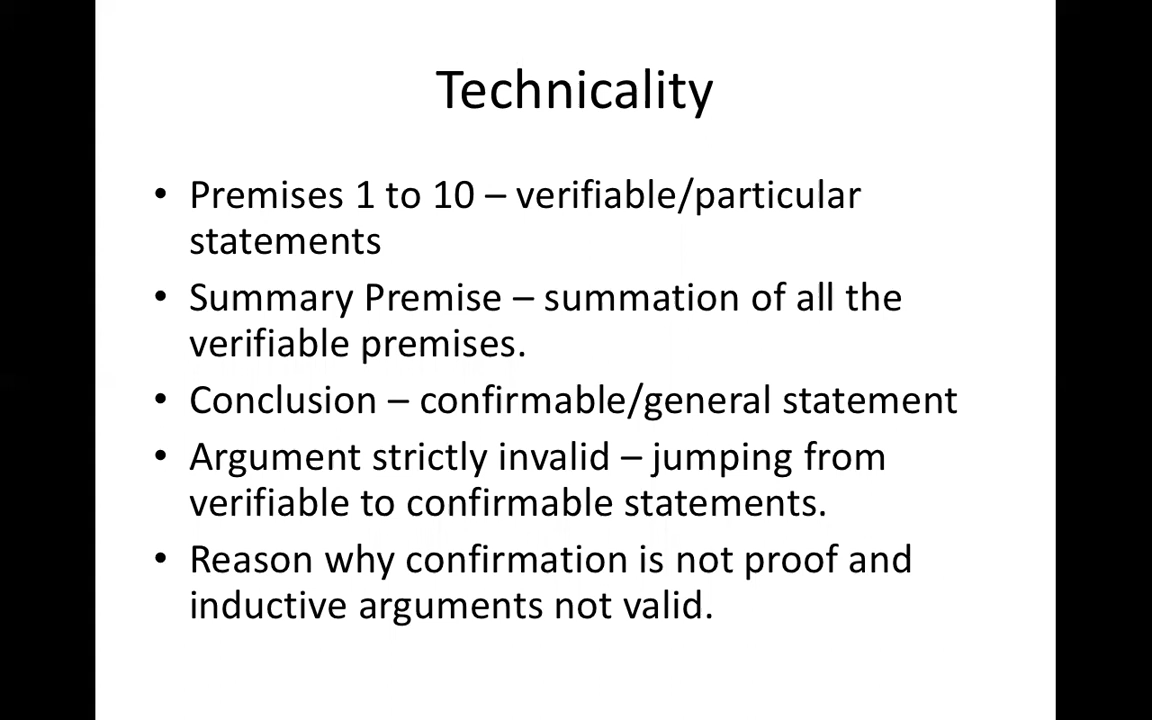 Technicality
• Premises 1 to 10 – verifiable/particular
statements
• Summary Premise – summation of all the
verifiable premises.
• Conclusion – confirmable/general statement
• Argument strictly invalid – jumping from
verifiable to confirmable statements.
• Reason why confirmation is not proof and
inductive arguments not valid.